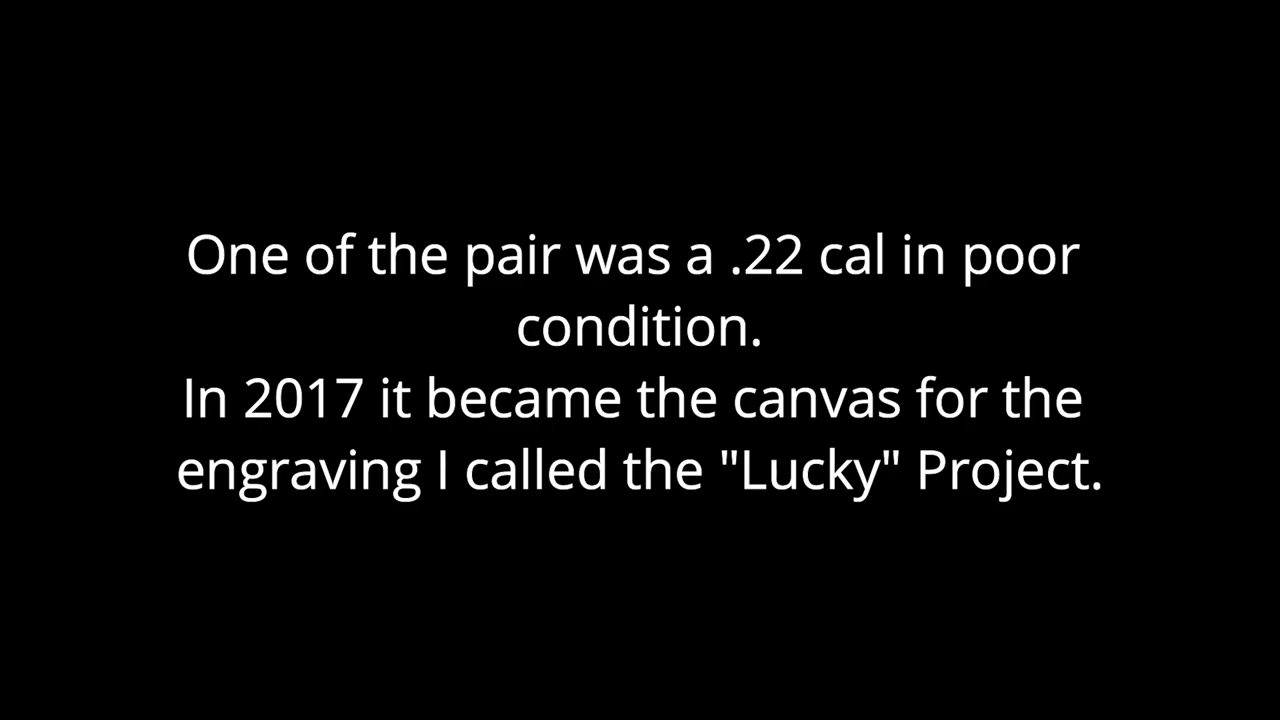 One of the pair was a .22 cal in poor
condition.
In 2017 it became the canvas for the
engraving I called the "Lucky" Project.